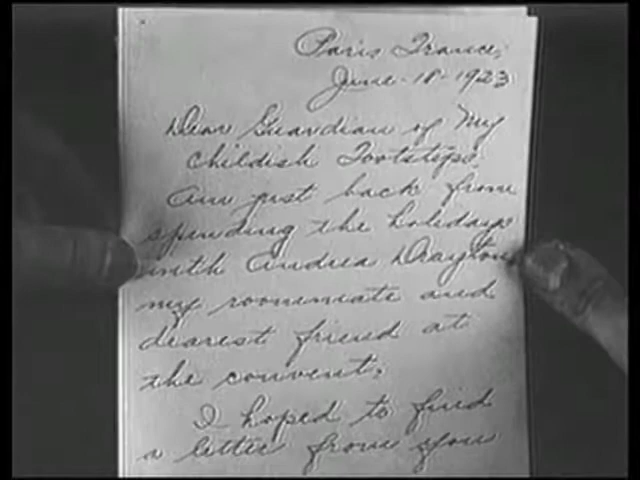 Paris France,
June-18-1923
Dear Guardian of My
Childish Footsteps.
Am just back from
spending the holidays
with Andrea Drayton
my roommate and
dearest friend at
the convent.
I hoped to find
a letter from you